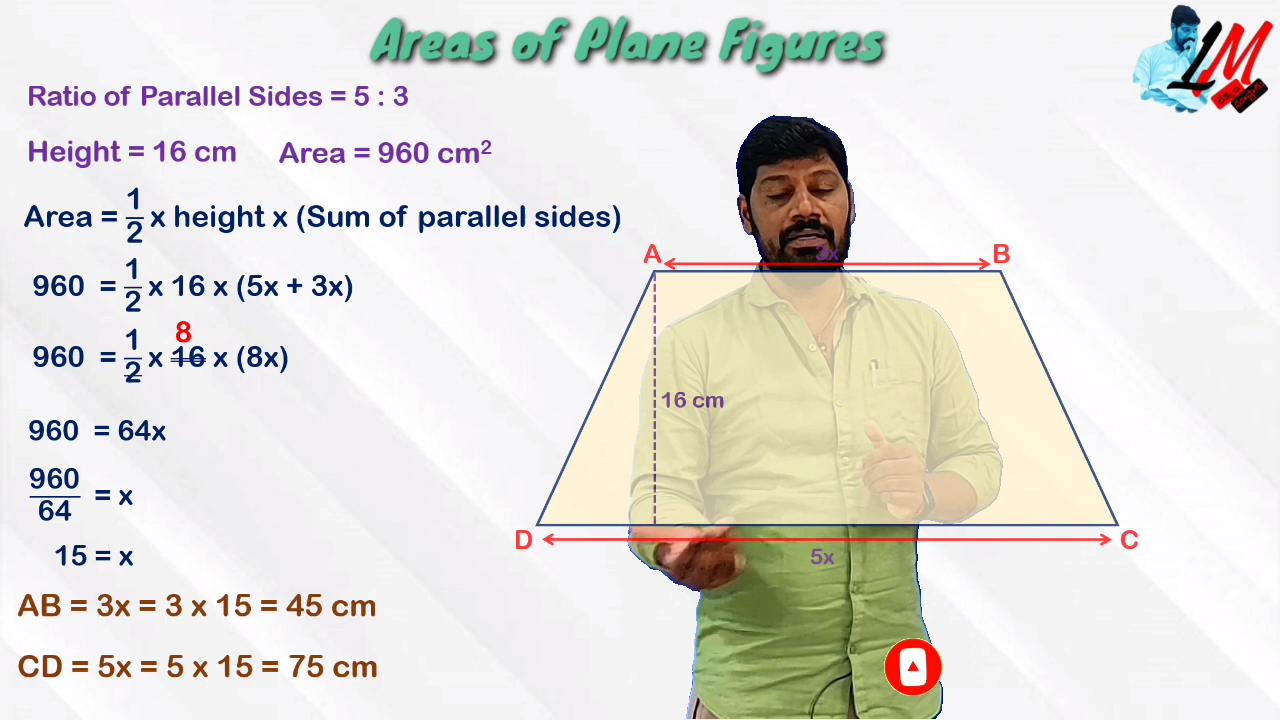 Areas of Plane Figures
LM
Ratio of Parallel Sides = 5 : 3
Height = 16 cm Area = 960 cm²
Area = 1/2 x height x (Sum of parallel sides)
960 = 1/2 x 16 x (5x + 3x)
8
960 = 1/2 x 16 x (8x)
960 = 64x
960/64 = x
15 = x
AB = 3x = 3 x 15 = 45 cm
CD = 5x = 5 x 15 = 75 cm
A 3x B
16 cm
D C
5x